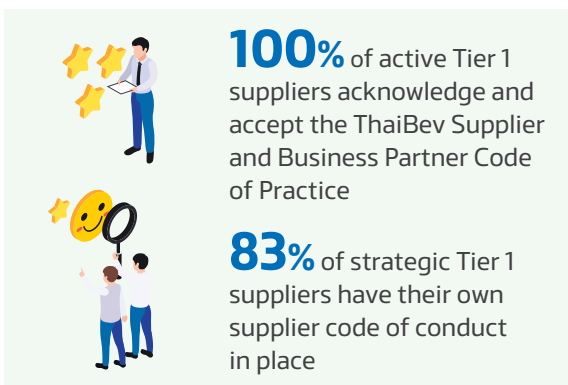 100% of active Tier 1
suppliers acknowledge and
accept the ThaiBev Supplier
and Business Partner Code
of Practice
83% of strategic Tier 1
suppliers have their own
supplier code of conduct
in place